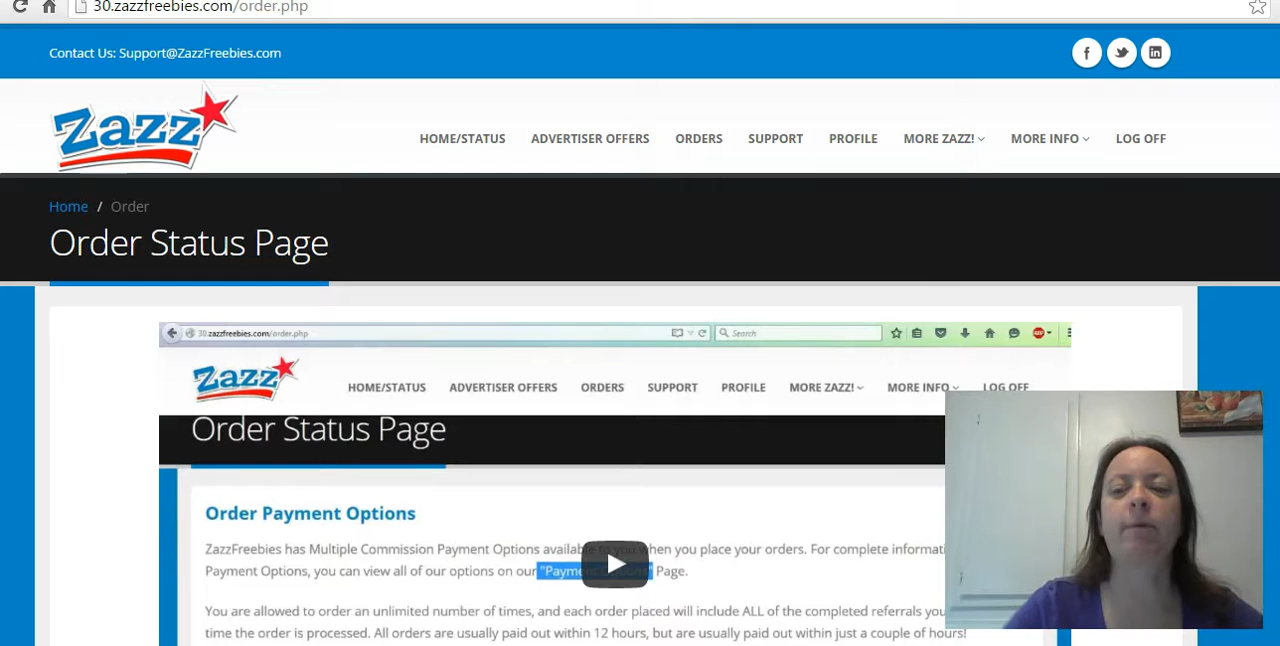 30.zazzfreebies.com/order.php
Contact Us: Support@ZazzFreebies.com
Zazz
HOME/STATUS ADVERTISER OFFERS ORDERS SUPPORT PROFILE MORE ZAZZ! MORE INFO LOG OFF
Home / Order
Order Status Page
30.zazzfreebies.com/order.php Search
Zazz
HOME/STATUS ADVERTISER OFFERS ORDERS SUPPORT PROFILE MORE ZAZZ! MORE INFO LOG OFF
Order Status Page
Order Payment Options
ZazzFreebies has Multiple Commission Payment Options available to you when you place your orders. For complete
Payment Options, you can view all of our options on our "Payment Options" Page.
You are allowed to order an unlimited number of times, and each order placed will include ALL of the completed referrals
time the order is processed. All orders are usually paid out within 12 hours, but are usually paid out within just a couple of hours!